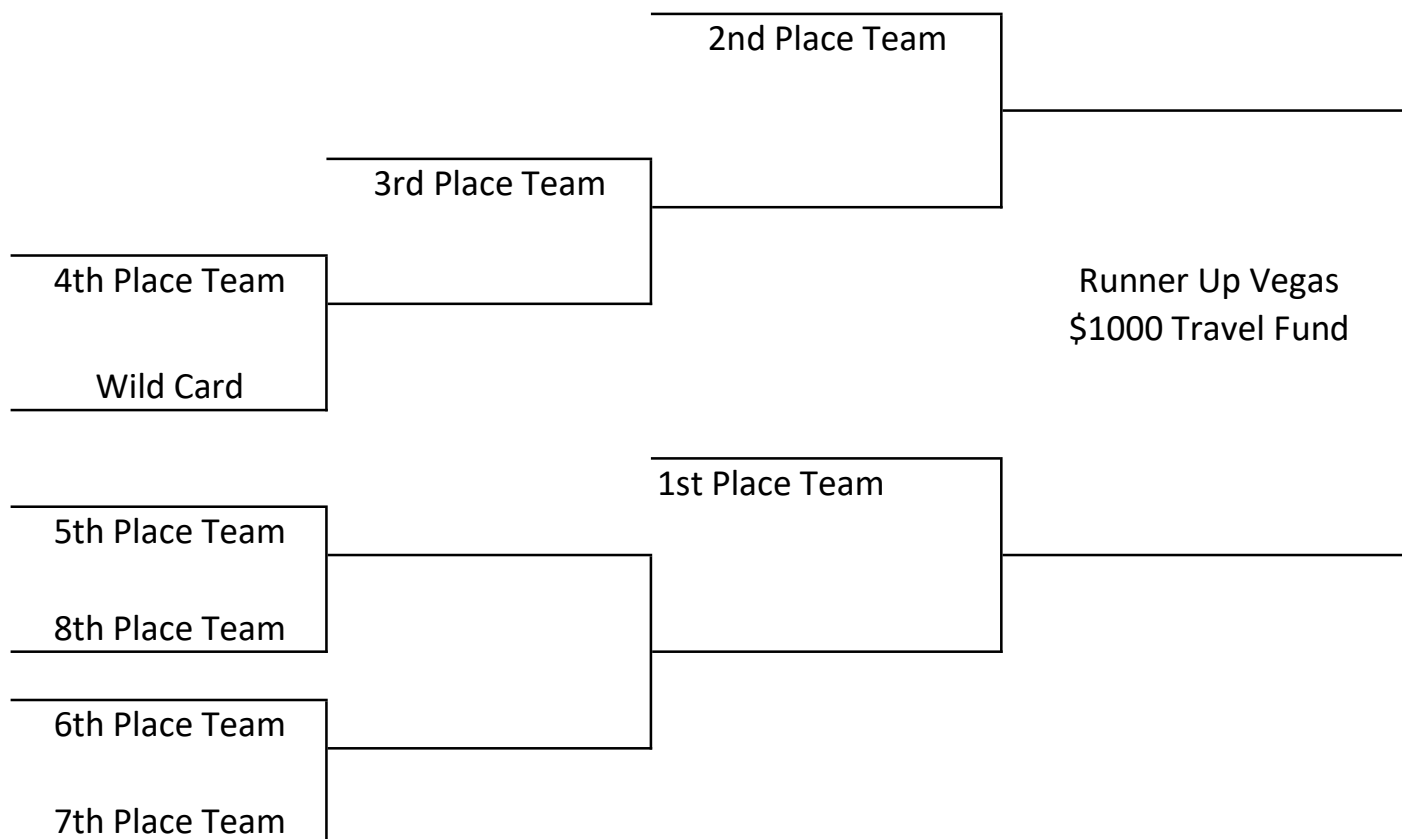 2nd Place Team
3rd Place Team
4th Place Team
Runner Up Vegas
$1000 Travel Fund
Wild Card
1st Place Team
5th Place Team
8th Place Team
6th Place Team
7th Place Team